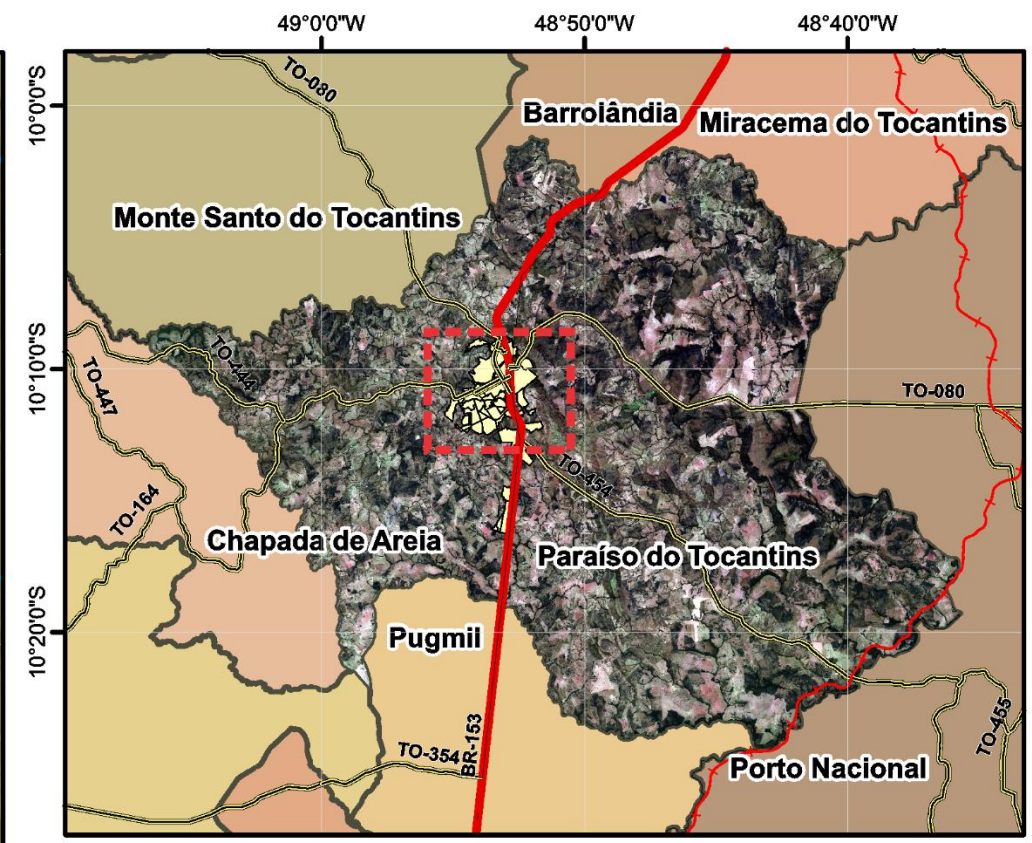 49°0'0"W
48°50'0"W
48°40'0"W
10°0'0"S
10°10'0"S
10°20'0"S
TO-080
Barrolândia
Miracema do Tocantins
Monte Santo do Tocantins
TO-444
TO-447
TO-080
TO-454
TO-164
Chapada de Areia
Paraíso do Tocantins
Pugmil
BR-153
TO-354
TO-455
Porto Nacional